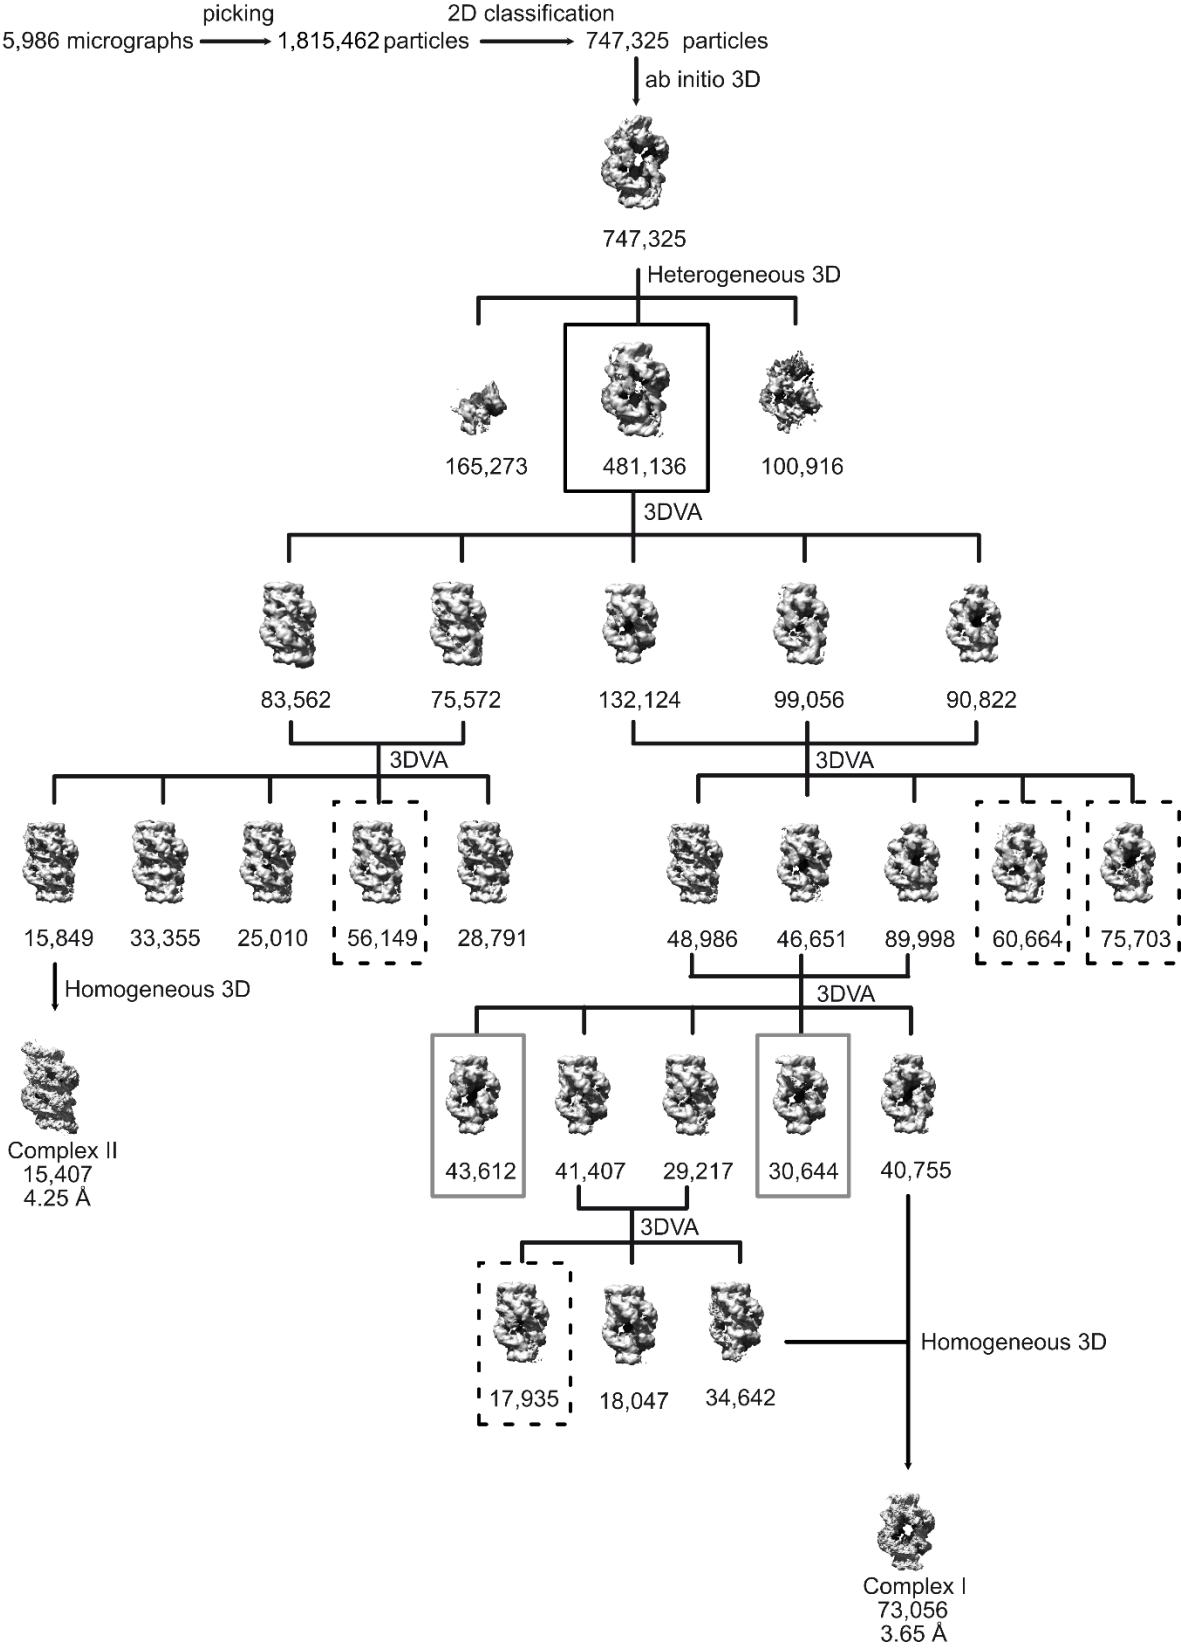 picking
2D classification
5,986 micrographs
1,815,462 particles
747,325 particles
ab initio 3D
747,325
Heterogeneous 3D
165,273
481,136
100,916
3DVA
83,562
75,572
132,124
99,056
90,822
3DVA
3DVA
15,849
33,355
25,010
56,149
28,791
48,986
46,651
89,998
60,664
75,703
Homogeneous 3D
3DVA
Complex II
15,407
4.25 Å
43,612
41,407
29,217
30,644
40,755
3DVA
Homogeneous 3D
17,935
18,047
34,642
Complex I
73,056
3.65 Å